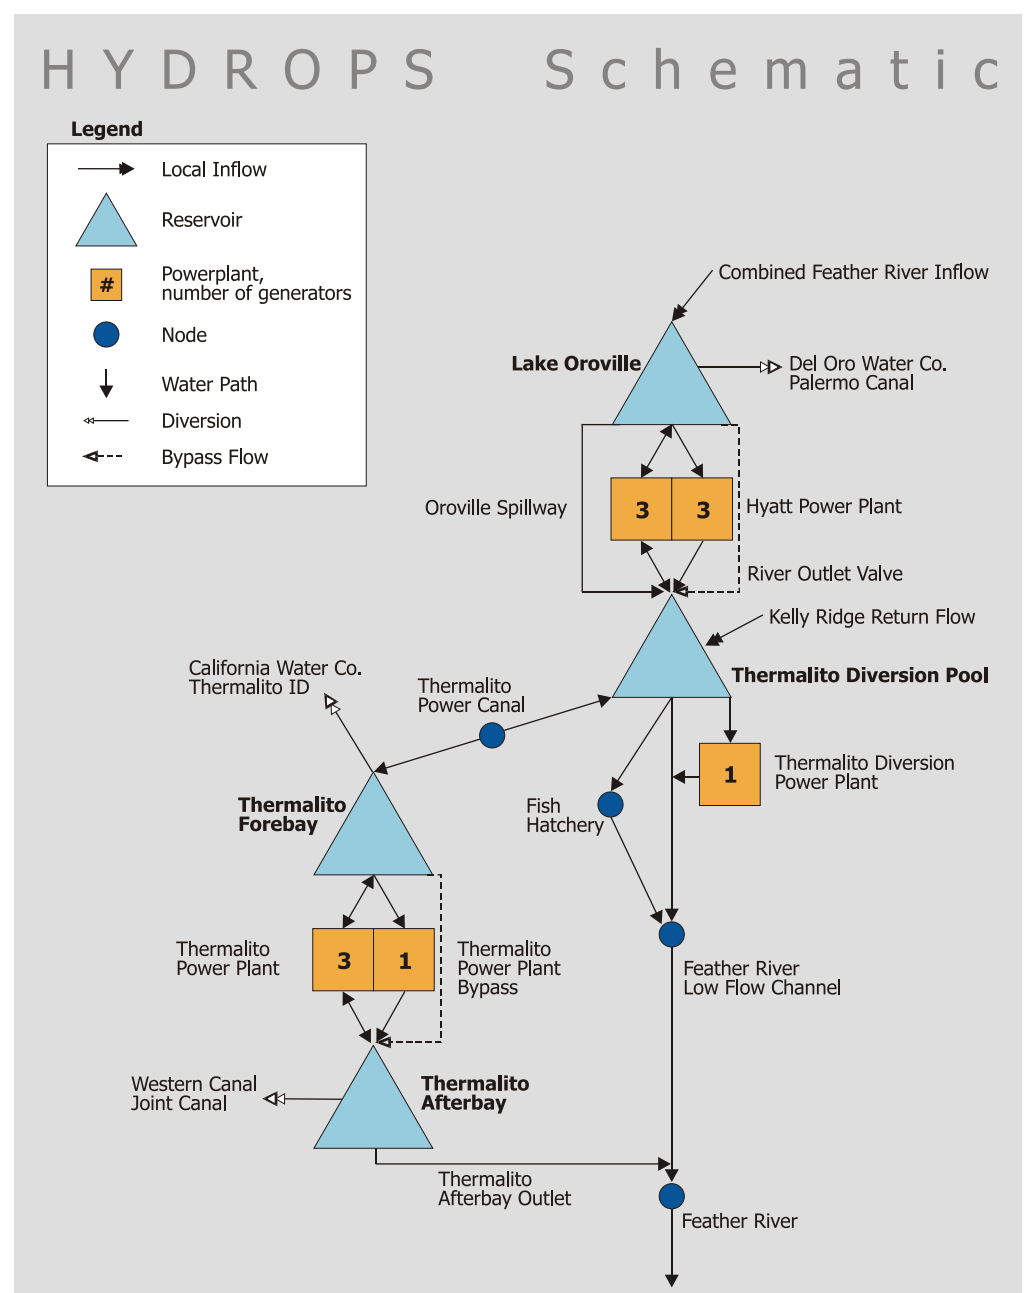 HYDROPS Schematic
Legend
Local Inflow
Reservoir
#
Powerplant,
number of generators
Node
Water Path
Diversion
Bypass Flow
Combined Feather River Inflow
Lake Oroville
Del Oro Water Co.
Palermo Canal
Oroville Spillway
3
3
Hyatt Power Plant
River Outlet Valve
Kelly Ridge Return Flow
Thermalito Diversion Pool
California Water Co.
Thermalito ID
Thermalito
Power Canal
1
Thermalito Diversion
Power Plant
Thermalito
Forebay
Fish
Hatchery
Thermalito
Power Plant
3
1
Thermalito
Power Plant
Bypass
Feather River
Low Flow Channel
Western Canal
Joint Canal
Thermalito
Afterbay
Thermalito
Afterbay Outlet
Feather River